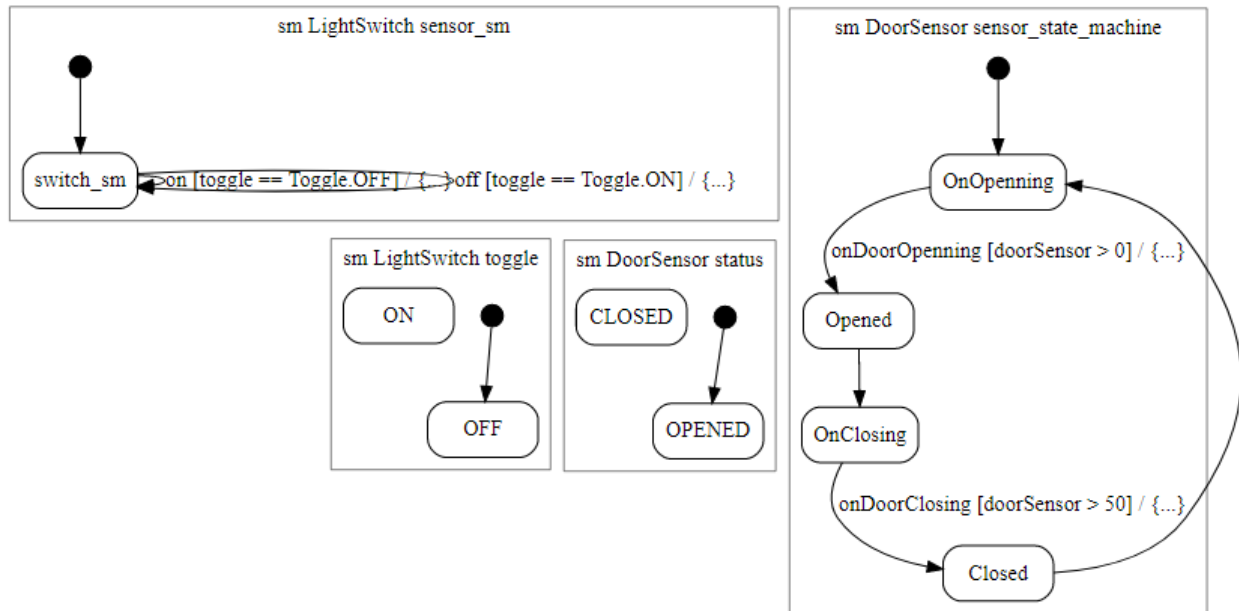 sm LightSwitch sensor_sm
switch_sm
on [toggle == Toggle.OFF] / {...}
off [toggle == Toggle.ON] / {...}
sm LightSwitch toggle
ON
OFF
sm DoorSensor status
CLOSED
OPENED
sm DoorSensor sensor_state_machine
OnOpenning
onDoorOpenning [doorSensor > 0] / {...}
Opened
OnClosing
onDoorClosing [doorSensor > 50] / {...}
Closed